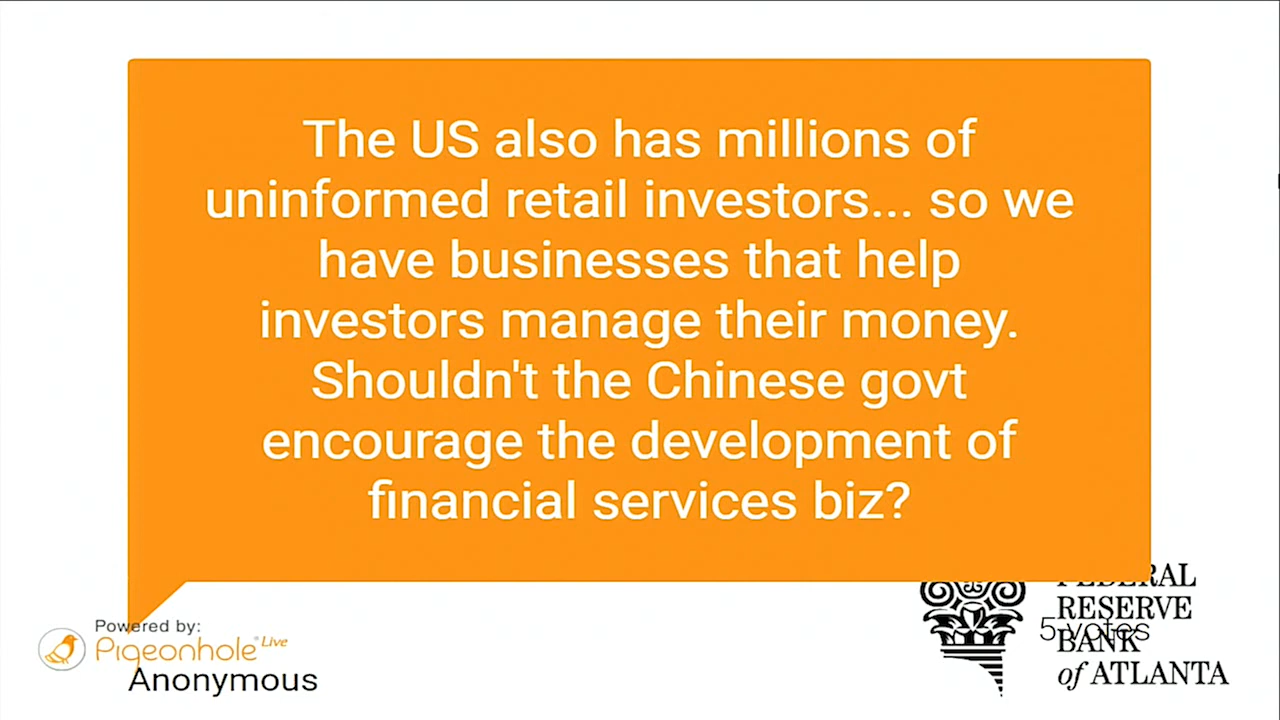 The US also has millions of
uninformed retail investors... so we
have businesses that help
investors manage their money.
Shouldn't the Chinese govt
encourage the development of
financial services biz?
Powered by:
Pigeonhole Live
Anonymous
5 votes
FEDERAL
RESERVE
BANK
of ATLANTA